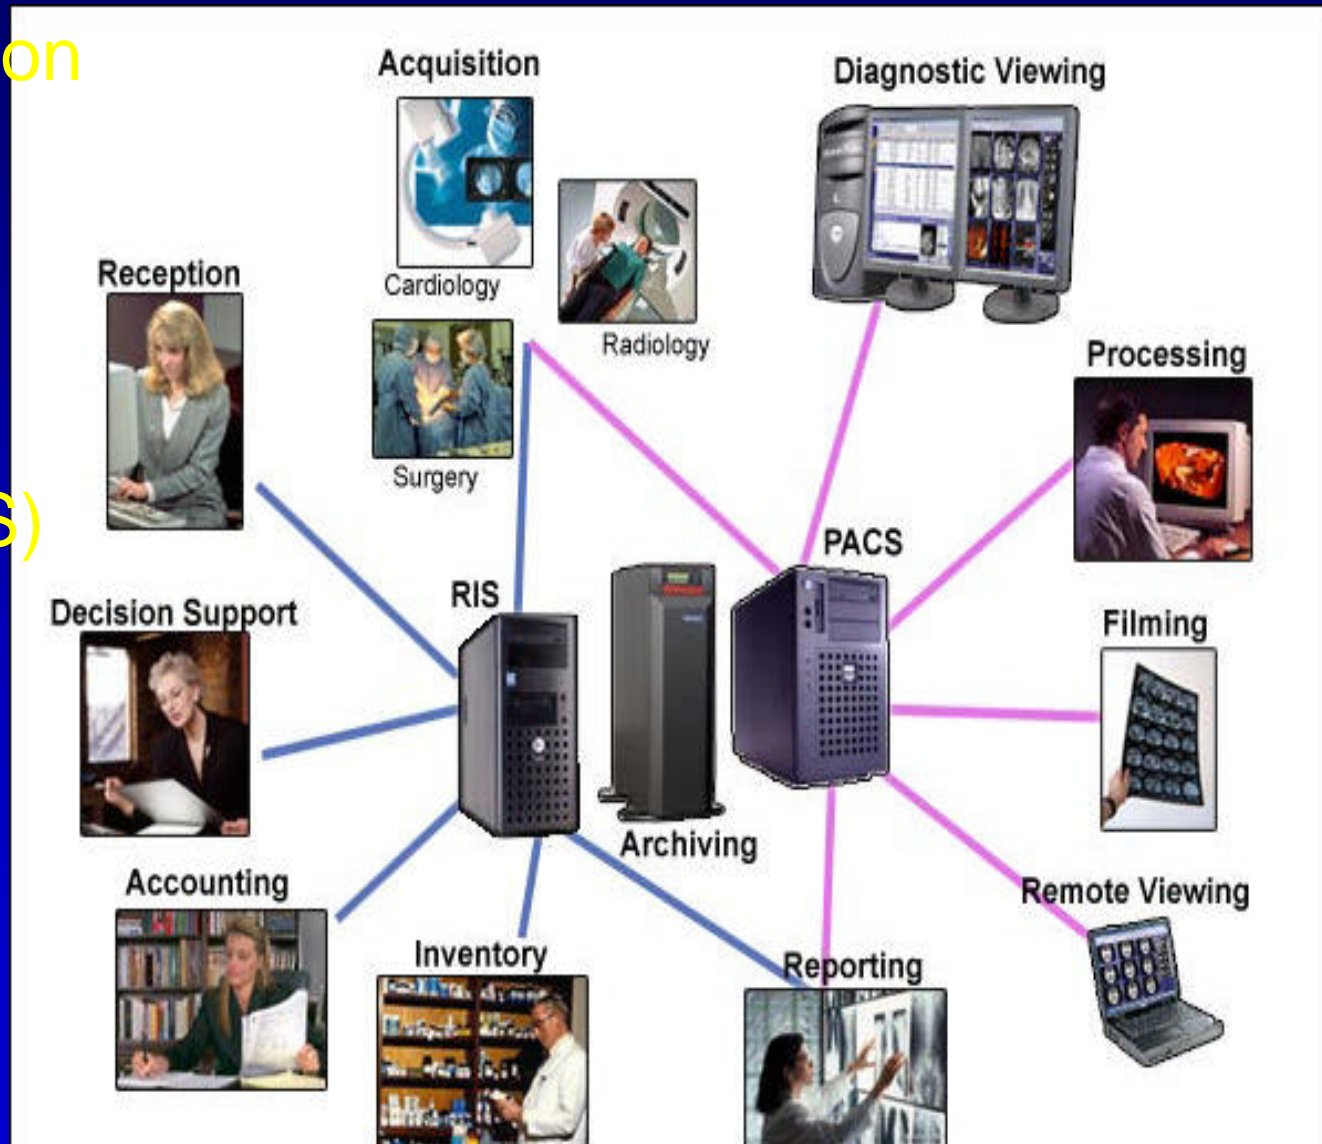 on
Acquisition
Diagnostic Viewing
Cardiology
Radiology
Reception
Surgery
Processing
S)
PACS
RIS
Decision Support
Filming
Archiving
Accounting
Remote Viewing
Inventory
Reporting